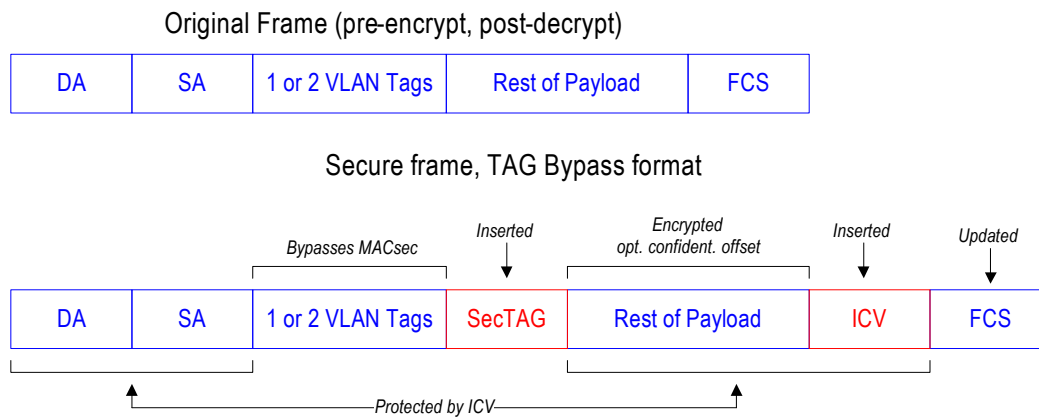 Original Frame (pre-encrypt, post-decrypt)
DA SA 1 or 2 VLAN Tags Rest of Payload FCS
Secure frame, TAG Bypass format
Bypasses MACsec Inserted Encrypted opt. confident. offset Inserted Updated
DA SA 1 or 2 VLAN Tags SecTAG Rest of Payload ICV FCS
Protected by ICV